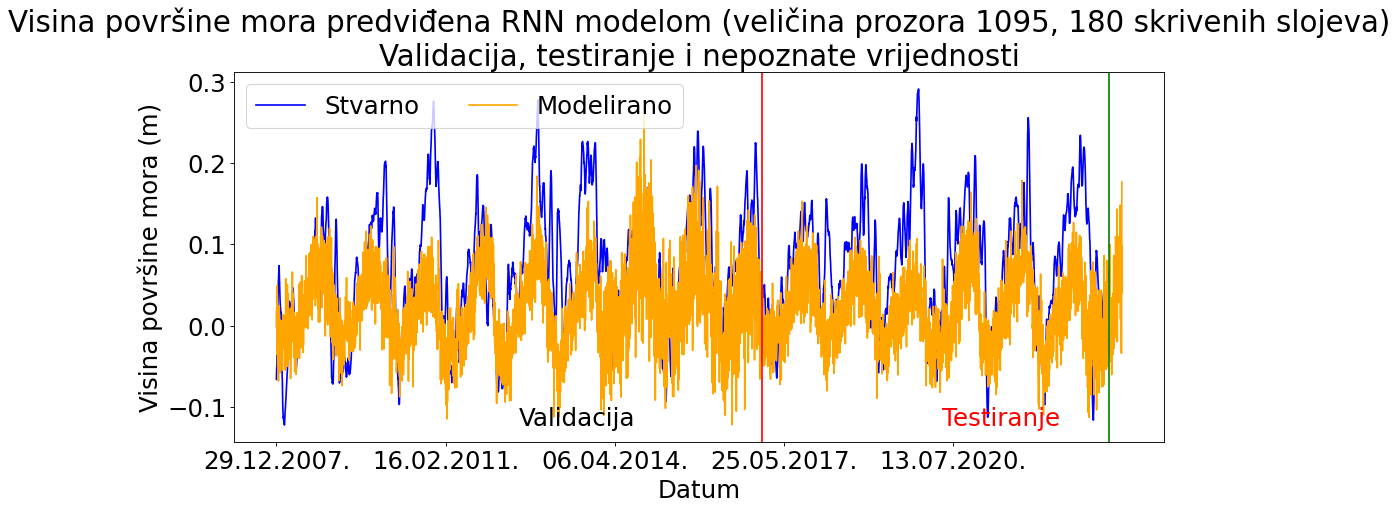 Visina površine mora predviđena RNN modelom (veličina prozora 1095, 180 skrivenih slojeva)
Validacija, testiranje i nepoznate vrijednosti
Stvarno Modelirano
Visina površine mora (m)
0.3
0.2
0.1
0.0
−0.1
Validacija Testiranje
29.12.2007. 16.02.2011. 06.04.2014. 25.05.2017. 13.07.2020.
Datum